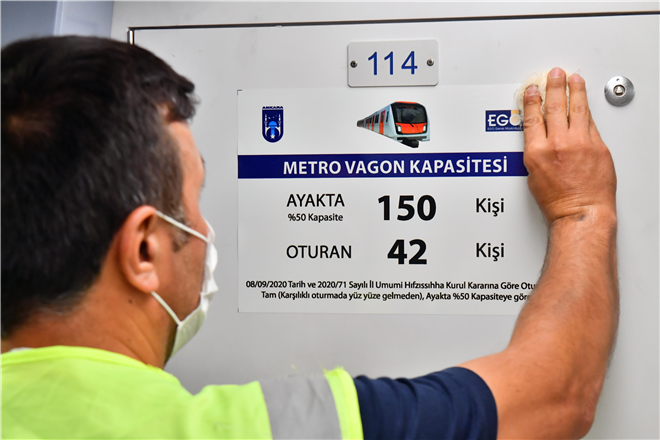 114
ANKARA
EGO
METRO VAGON KAPASİTESİ
AYAKTA 150 Kişi
%50 Kapasite
OTURAN 42 Kişi
08/09/2020 Tarih ve 2020/71 Sayılı İl Umumi Hıfzıssıhha Kurul Kararına Göre Otu
Tam (Karşılıklı oturmada yüz yüze gelmeden), Ayakta %50 Kapasiteye göre